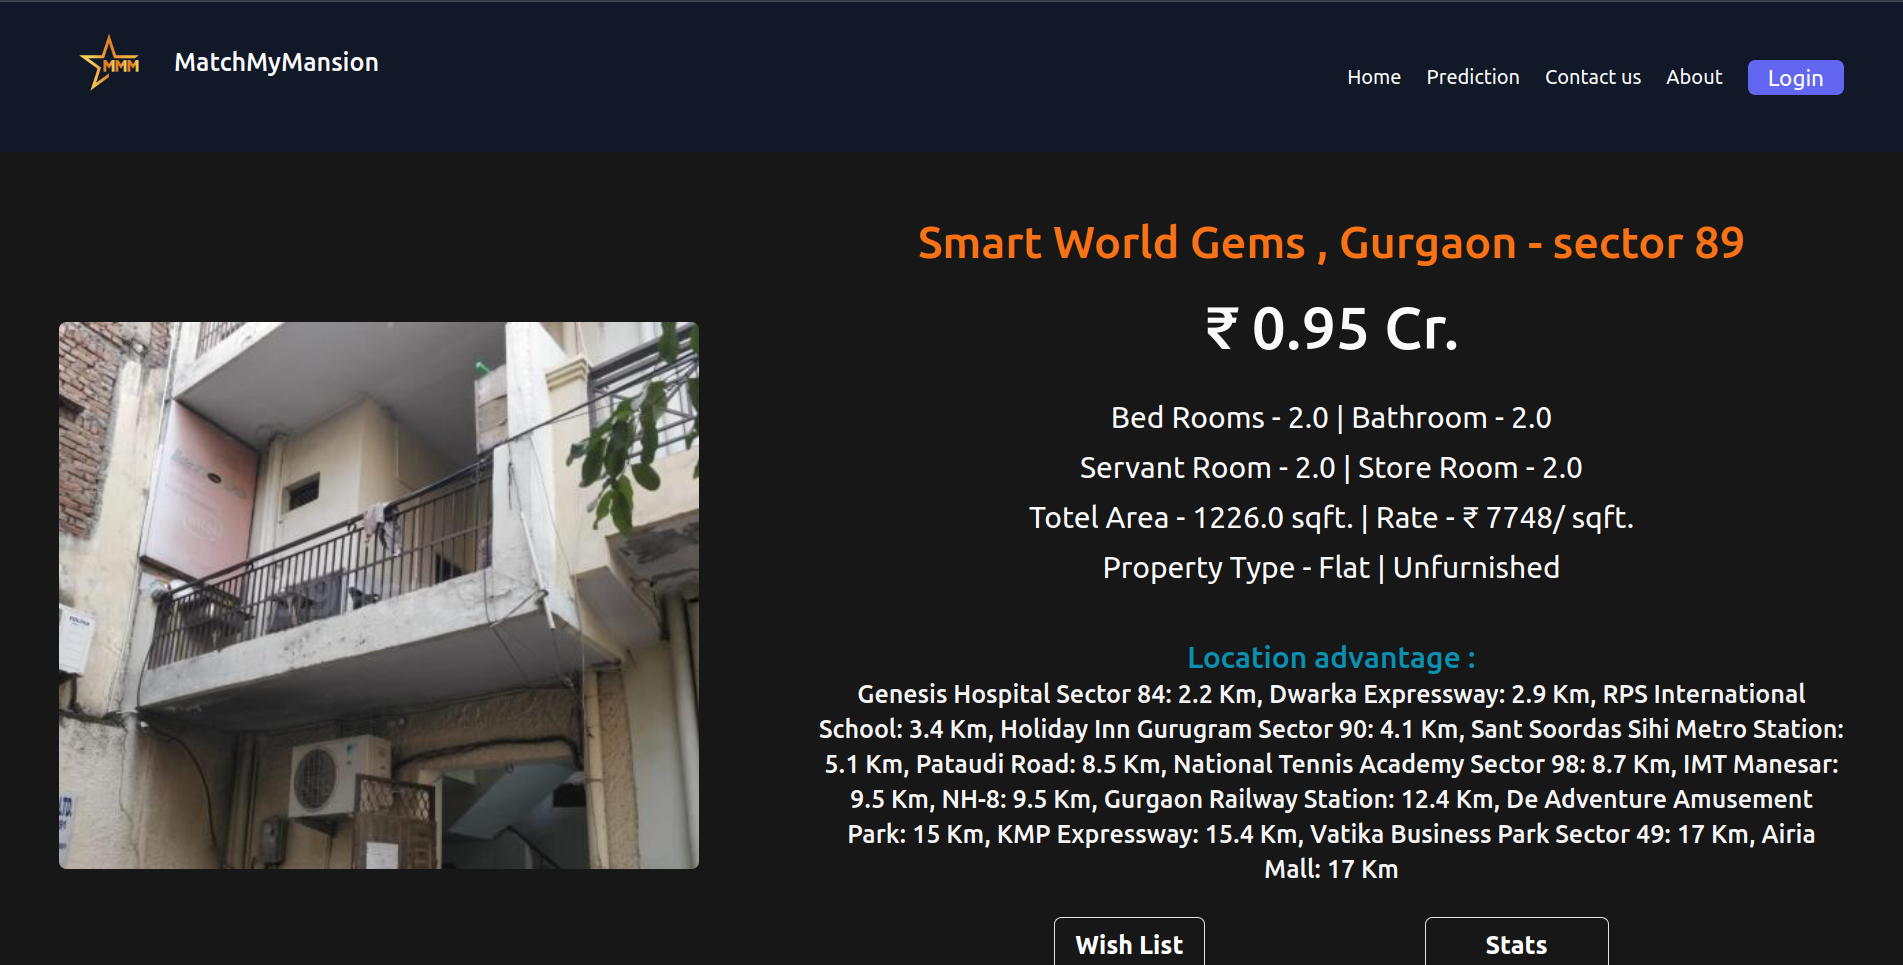 MMM
MatchMyMansion
Home
Prediction
Contact us
About
Login
Smart World Gems , Gurgaon - sector 89
₹ 0.95 Cr.
Bed Rooms - 2.0 | Bathroom - 2.0
Servant Room - 2.0 | Store Room - 2.0
Totel Area - 1226.0 sqft. | Rate - ₹ 7748/ sqft.
Property Type - Flat | Unfurnished
Location advantage :
Genesis Hospital Sector 84: 2.2 Km, Dwarka Expressway: 2.9 Km, RPS International
School: 3.4 Km, Holiday Inn Gurugram Sector 90: 4.1 Km, Sant Soordas Sihi Metro Station:
5.1 Km, Pataudi Road: 8.5 Km, National Tennis Academy Sector 98: 8.7 Km, IMT Manesar:
9.5 Km, NH-8: 9.5 Km, Gurgaon Railway Station: 12.4 Km, De Adventure Amusement
Park: 15 Km, KMP Expressway: 15.4 Km, Vatika Business Park Sector 49: 17 Km, Airia
Mall: 17 Km
Wish List
Stats